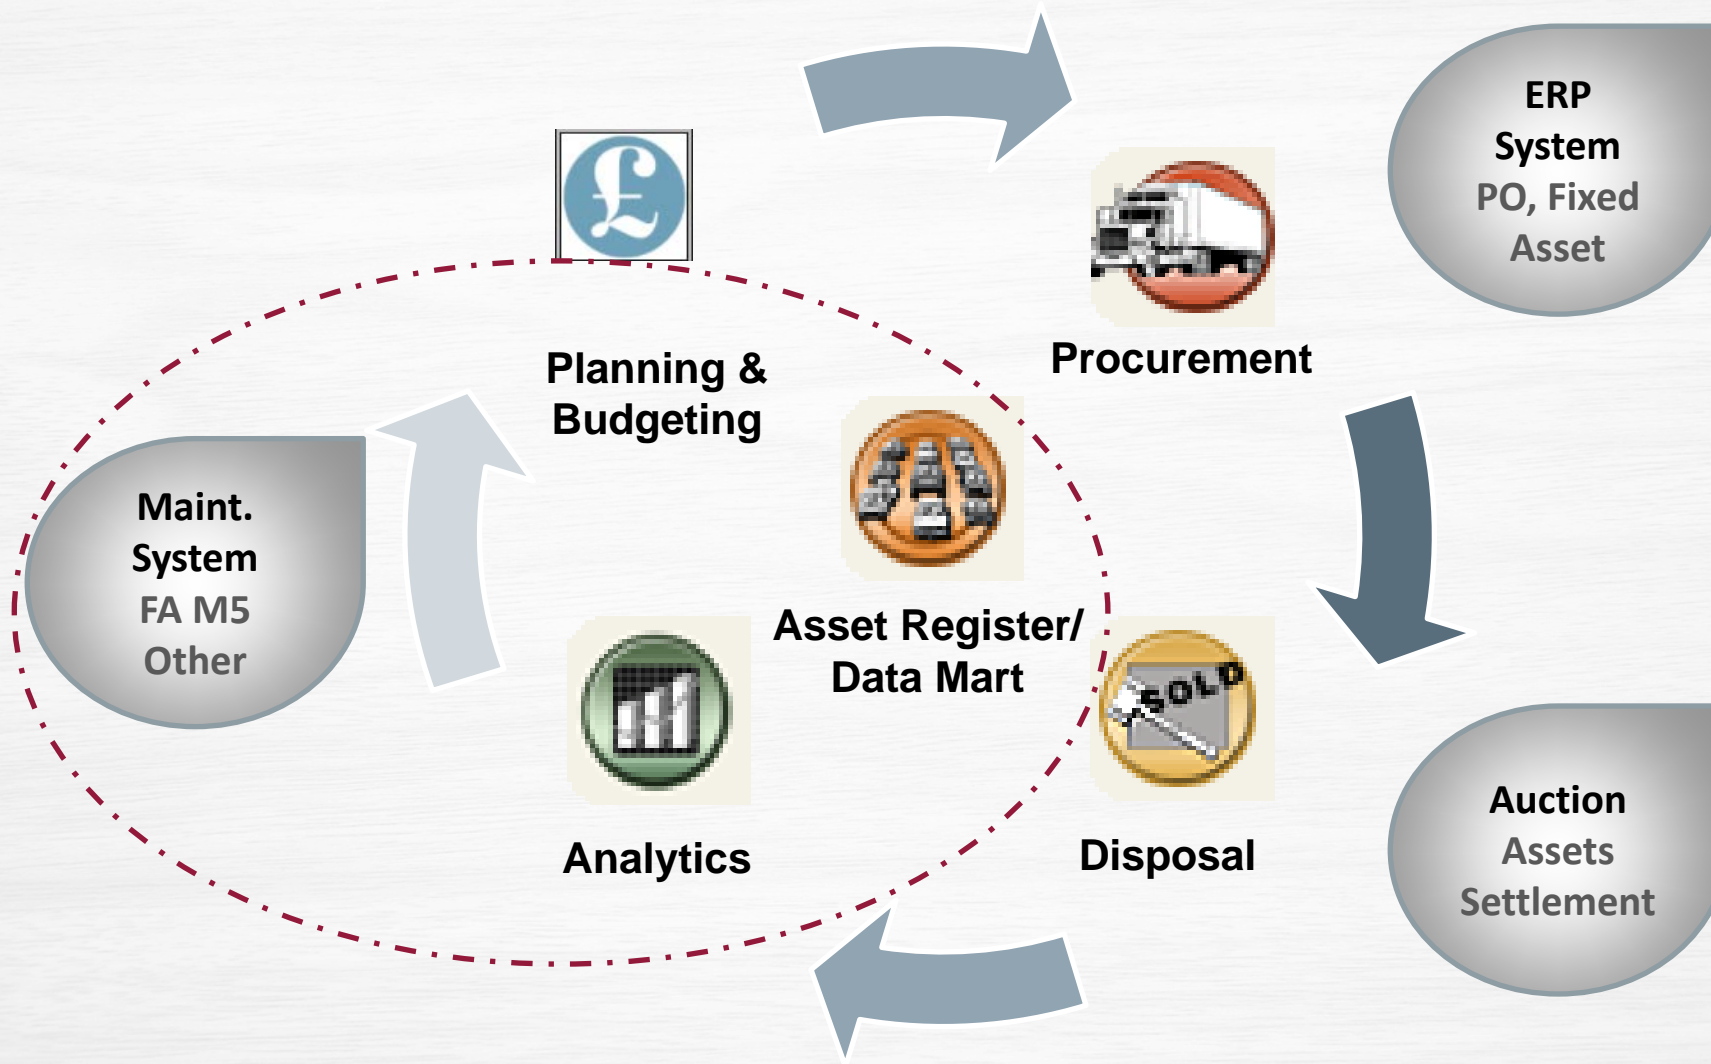 £
ERP
System
PO, Fixed
Asset
Procurement
Planning &
Budgeting
Maint.
System
FA M5
Other
Asset Register/
Data Mart
SOLD
Analytics
Disposal
Auction
Assets
Settlement